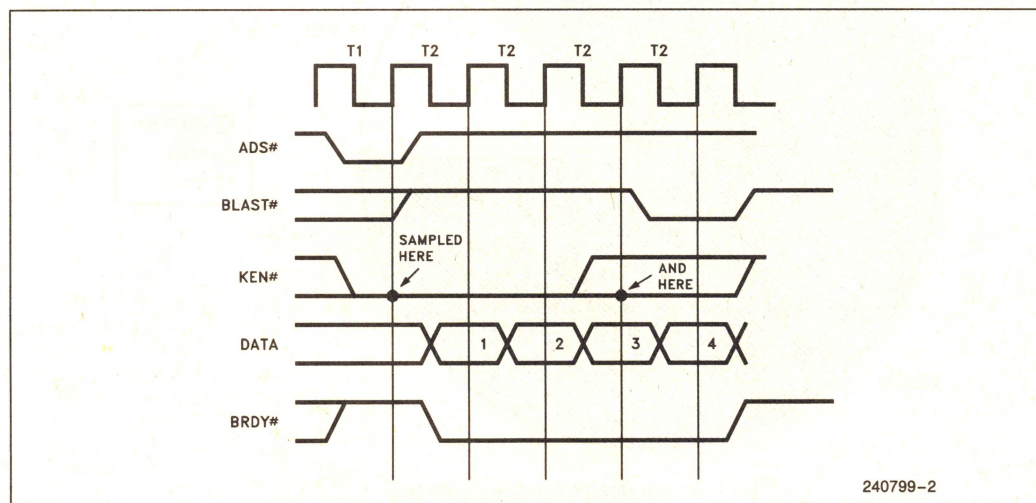 T1 T2 T2 T2 T2
ADS#
BLAST#
SAMPLED
HERE
KEN#
AND
HERE
DATA 1 2 3 4
BRDY#
240799-2